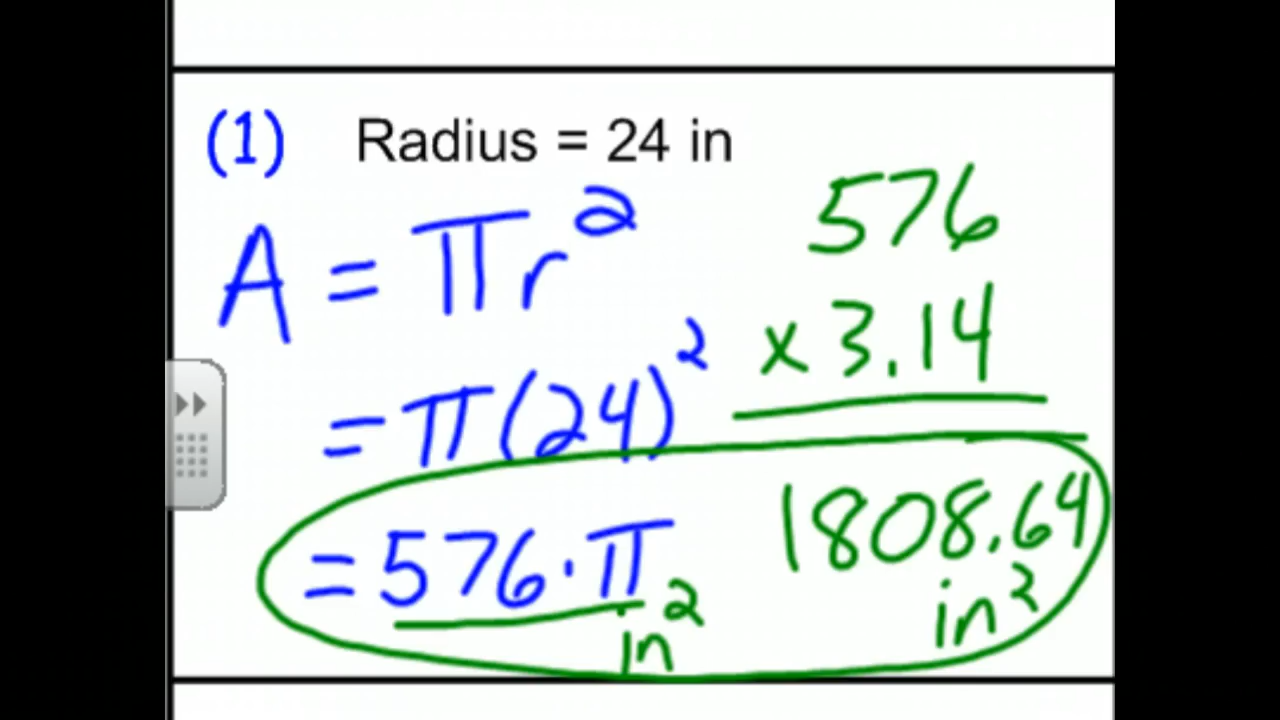 (1) Radius = 24 in
A = πr²
= π(24)²
= 576·π in²
576
x 3.14
1808.64
in²